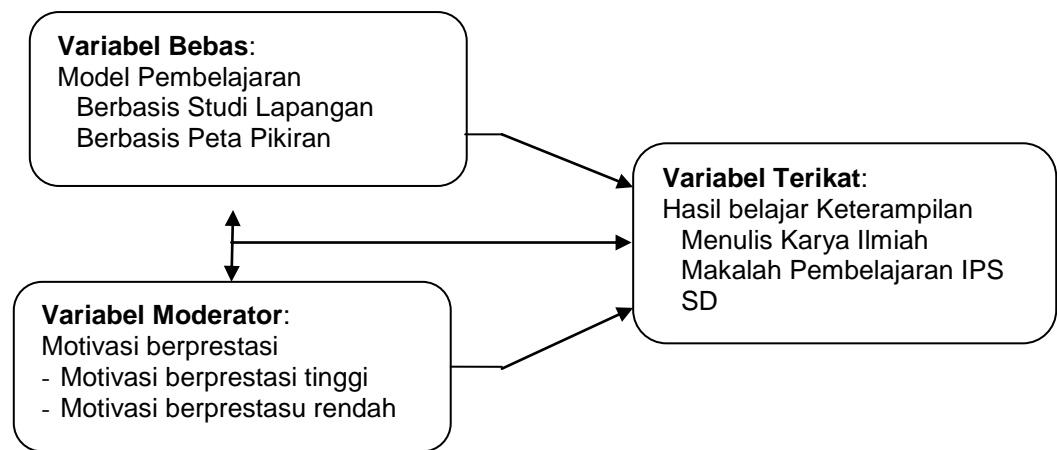 Variabel Bebas:
Model Pembelajaran
Berbasis Studi Lapangan
Berbasis Peta Pikiran
Variabel Terikat:
Hasil belajar Keterampilan
Menulis Karya Ilmiah
Makalah Pembelajaran IPS
SD
Variabel Moderator:
Motivasi berprestasi
- Motivasi berprestasi tinggi
- Motivasi berprestasu rendah